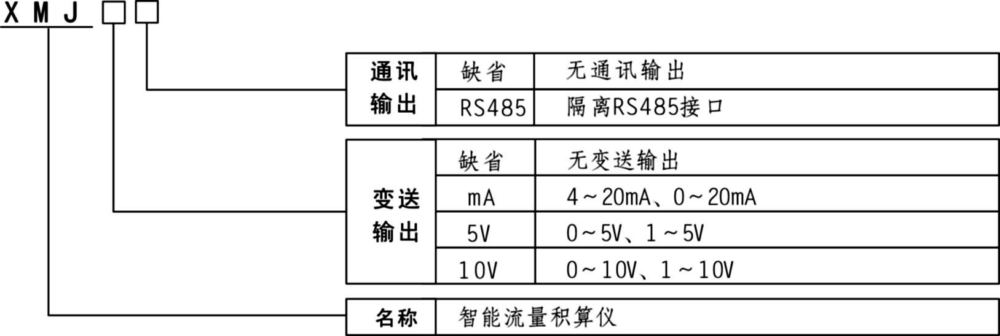 XMJ□□
通讯输出
缺省 无通讯输出
RS485 隔离RS485接口
变送输出
缺省 无变送输出
mA 4～20mA、0～20mA
5V 0～5V、1～5V
10V 0～10V、1～10V
名称 智能流量积算仪